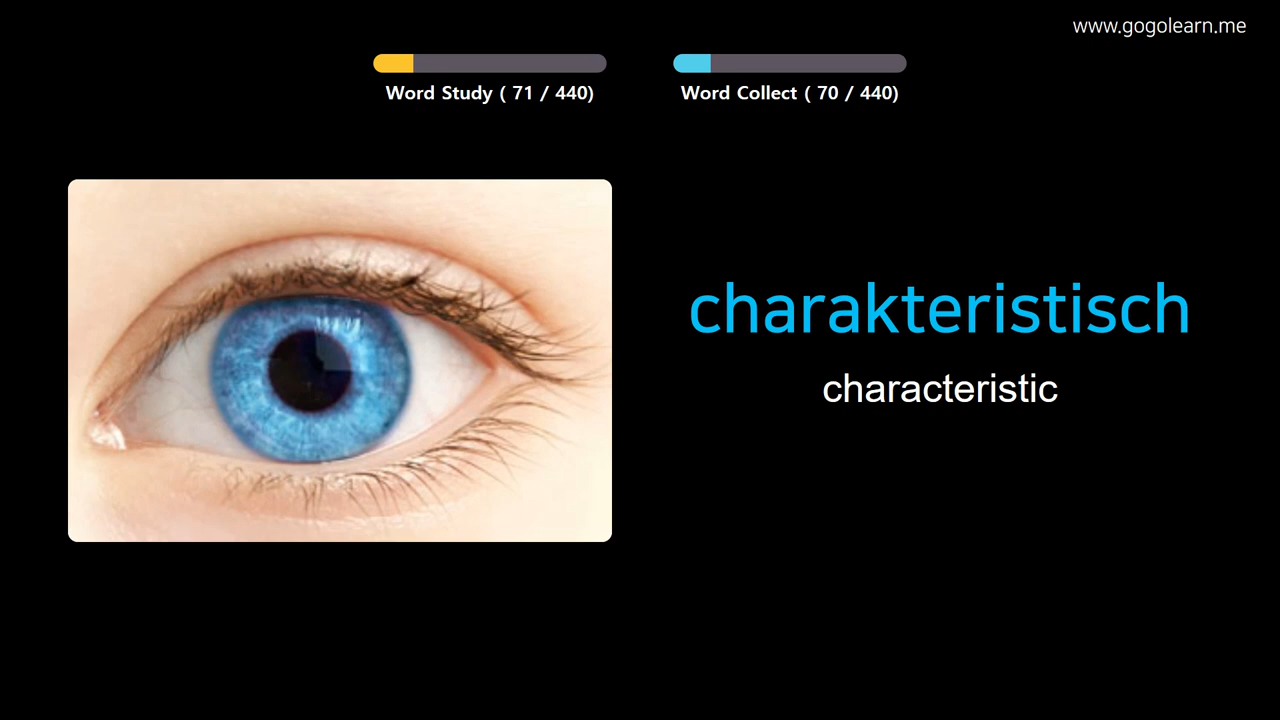 www.gogolearn.me
Word Study ( 71 / 440)
Word Collect ( 70 / 440)
charakteristisch
characteristic